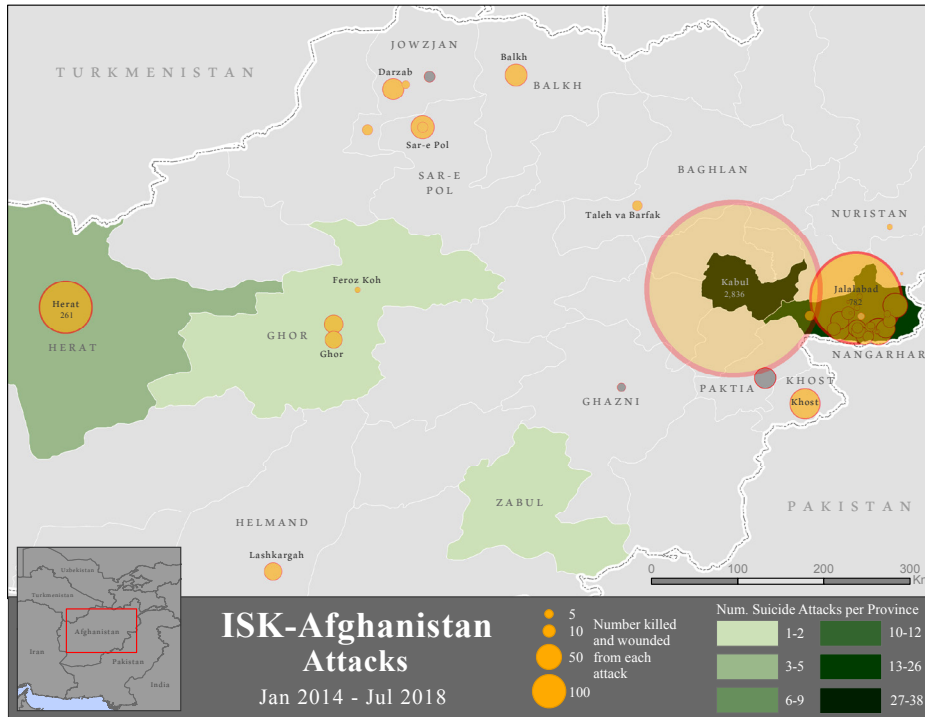 JOWZJAN
TURKMENISTAN
Darzab
Balkh
BALKH
Sar-e Pol
SAR-E
POL
BAGHLAN
Taleh va Barfak
NURISTAN
Feroz Koh
Kabul
2,836
Jalalabad
782
Herat
261
HERAT
GHOR
Ghor
NANGARHAR
PAKTIA
KHOST
Khost
GHAZNI
ZABUL
PAKISTAN
HELMAND
Lashkargah
0 100 200 300
Km
Uzbekistan
Turkmenistan
Afghanistan
Iran
Pakistan
India
ISK-Afghanistan
Attacks
Jan 2014 - Jul 2018
5
10
50
100
Number killed
and wounded
from each
attack
Num. Suicide Attacks per Province
1-2
3-5
6-9
10-12
13-26
27-38